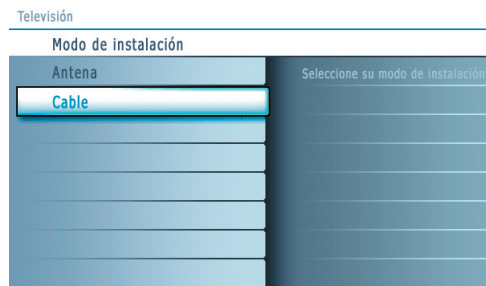 Televisión
Modo de instalación
Antena
Seleccione su modo de instalación
Cable